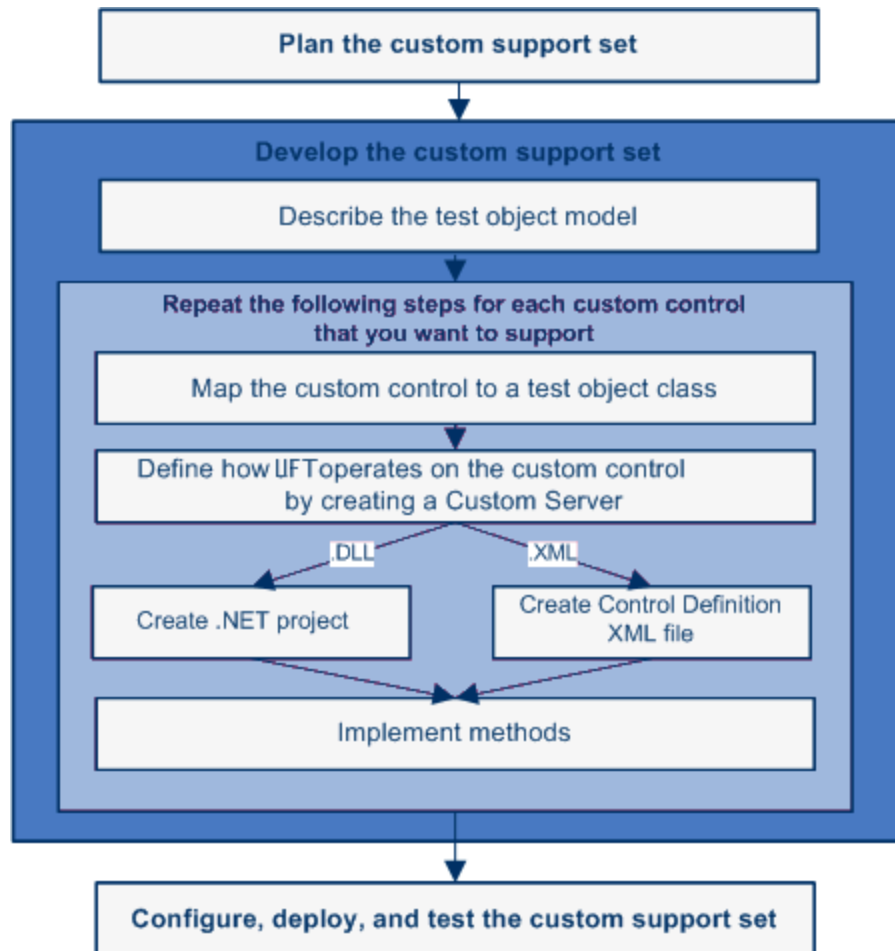 Plan the custom support set
Develop the custom support set
Describe the test object model
Repeat the following steps for each custom control
that you want to support
Map the custom control to a test object class
Define how UFT operates on the custom control
by creating a Custom Server
.DLL
.XML
Create .NET project
Create Control Definition
XML file
Implement methods
Configure, deploy, and test the custom support set